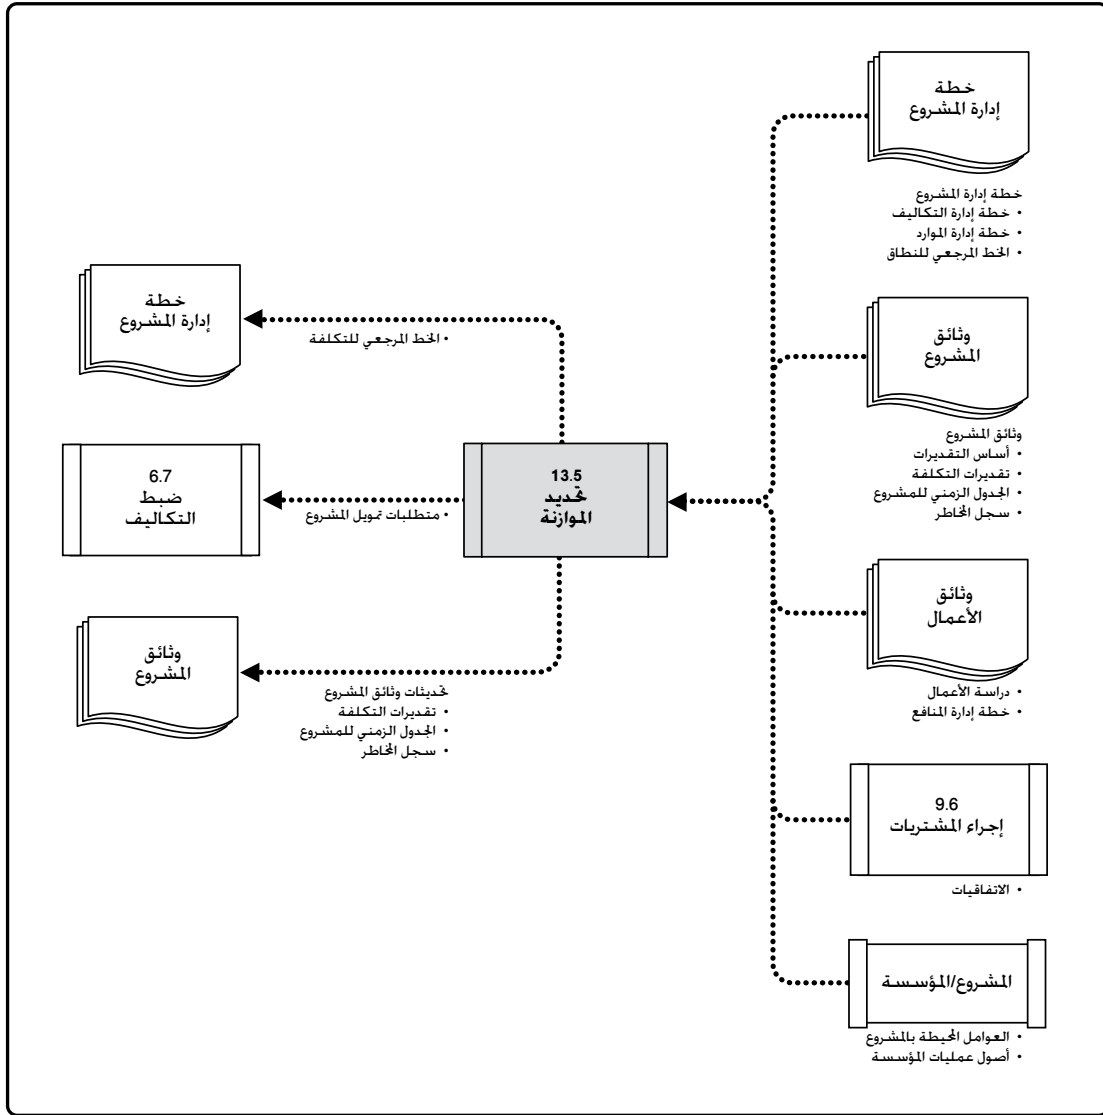 خطة
إدارة المشروع
خطة إدارة المشروع
• خطة إدارة التكاليف
• خطة إدارة الموارد
• الخط المرجعي للنطاق
وثائق
المشروع
وثائق المشروع
• أساس التقديرات
• تقديرات التكلفة
• الجدول الزمني للمشروع
• سجل المخاطر
وثائق
الأعمال
• دراسة الأعمال
• خطة إدارة المنافع
9.6
إجراء المشتريات
• الاتفاقيات
المشروع/المؤسسة
• العوامل المحيطة بالمشروع
• أصول عمليات المؤسسة
13.5
تحديد
الموازنة
• الخط المرجعي للتكلفة
• متطلبات تمويل المشروع
تحديثات وثائق المشروع
• تقديرات التكلفة
• الجدول الزمني للمشروع
• سجل المخاطر
خطة
إدارة المشروع
6.7
ضبط
التكاليف
وثائق
المشروع